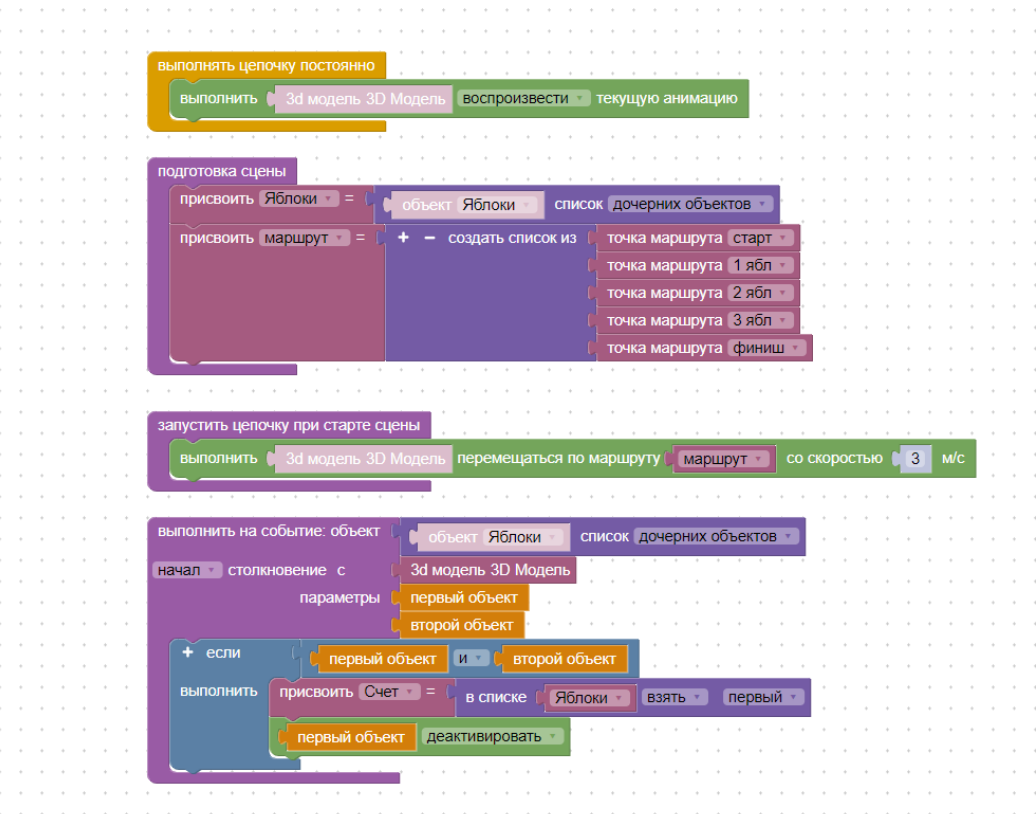 выполнять цепочку постоянно
выполнить 3d модель 3D Модель воспроизвести текущую анимацию
подготовка сцены
присвоить Яблоки = объект Яблоки список дочерних объектов
присвоить маршрут = + − создать список из точка маршрута старт
точка маршрута 1 ябл
точка маршрута 2 ябл
точка маршрута 3 ябл
точка маршрута финиш
запустить цепочку при старте сцены
выполнить 3d модель 3D Модель перемещаться по маршруту маршрут со скоростью 3 м/с
выполнить на событие: объект объект Яблоки список дочерних объектов
начал столкновение с 3d модель 3D Модель
параметры первый объект
второй объект
+ если первый объект и второй объект
выполнить присвоить Счет = в списке Яблоки взять первый
первый объект деактивировать